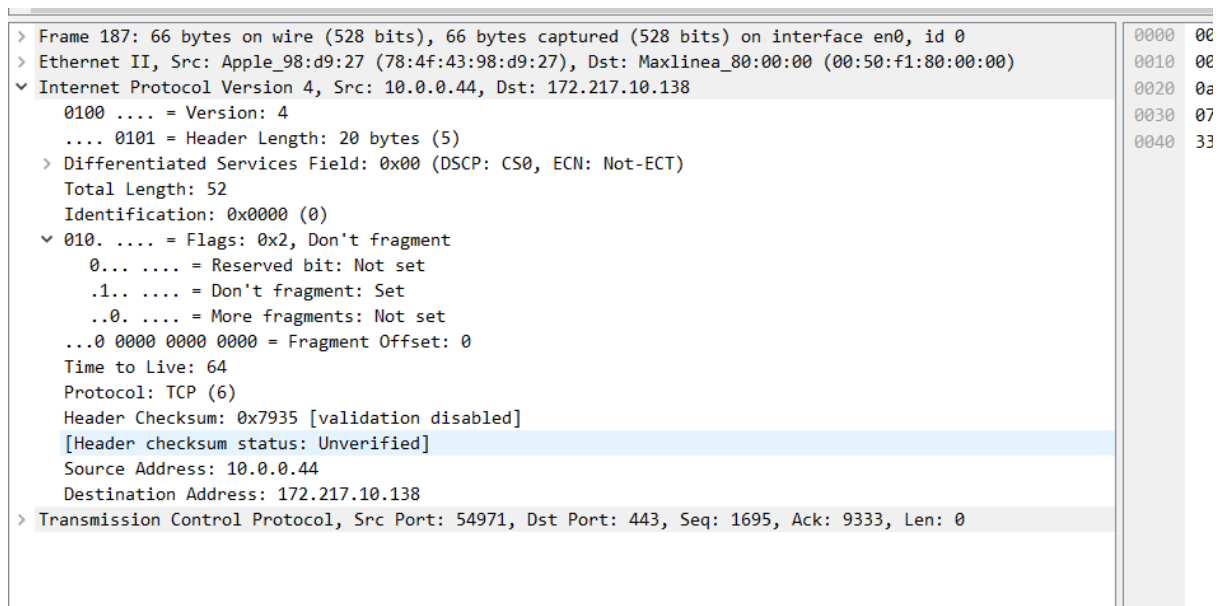 > Frame 187: 66 bytes on wire (528 bits), 66 bytes captured (528 bits) on interface en0, id 0
> Ethernet II, Src: Apple_98:d9:27 (78:4f:43:98:d9:27), Dst: Maxlinea_80:00:00 (00:50:f1:80:00:00)
Internet Protocol Version 4, Src: 10.0.0.44, Dst: 172.217.10.138
0100 .... = Version: 4
.... 0101 = Header Length: 20 bytes (5)
> Differentiated Services Field: 0x00 (DSCP: CS0, ECN: Not-ECT)
Total Length: 52
Identification: 0x0000 (0)
010. .... = Flags: 0x2, Don't fragment
0... .... = Reserved bit: Not set
.1.. .... = Don't fragment: Set
..0. .... = More fragments: Not set
...0 0000 0000 0000 = Fragment Offset: 0
Time to Live: 64
Protocol: TCP (6)
Header Checksum: 0x7935 [validation disabled]
[Header checksum status: Unverified]
Source Address: 10.0.0.44
Destination Address: 172.217.10.138
> Transmission Control Protocol, Src Port: 54971, Dst Port: 443, Seq: 1695, Ack: 9333, Len: 0
0000 00
0010 00
0020 0a
0030 07
0040 33